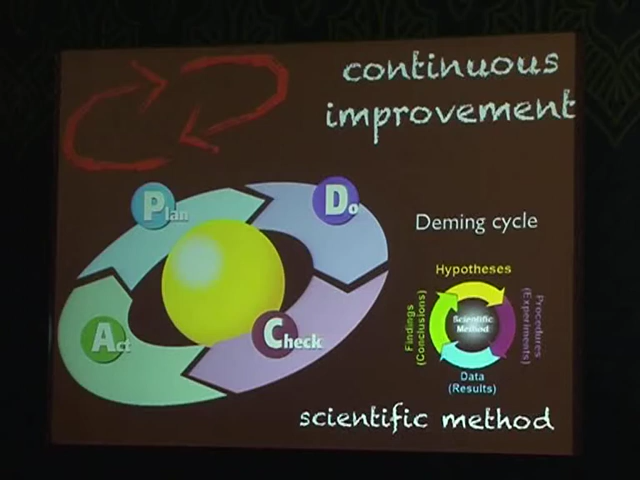 continuous
improvement
Plan
Do
Deming cycle
Hypotheses
Procedures
(Experiments)
Findings
(Conclusions)
Scientific
Method
Act
Check
Data
(Results)
scientific method